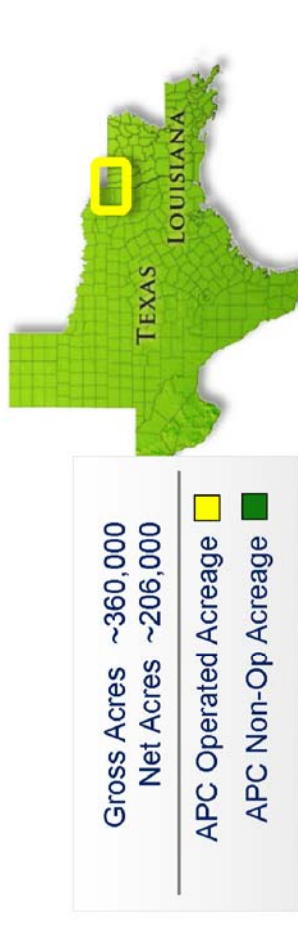 TEXAS
LOUISIANA
Gross Acres ~360,000
Net Acres ~206,000
APC Operated Acreage
APC Non-Op Acreage